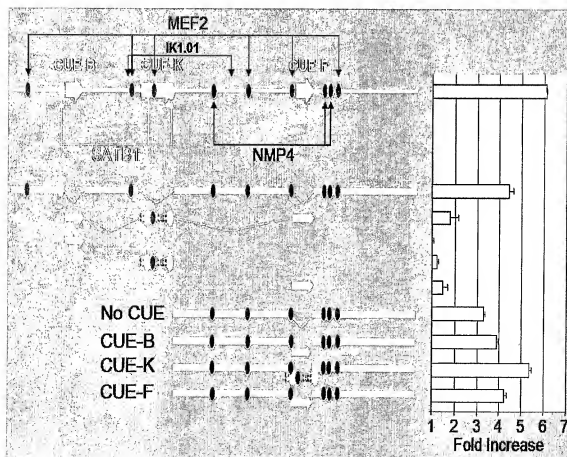 MEF2
IK1.01
CUE B CUE K CUE F
SATB1 NMP4
No CUE
CUE-B
CUE-K
CUE-F
1 2 3 4 5 6 7
Fold Increase